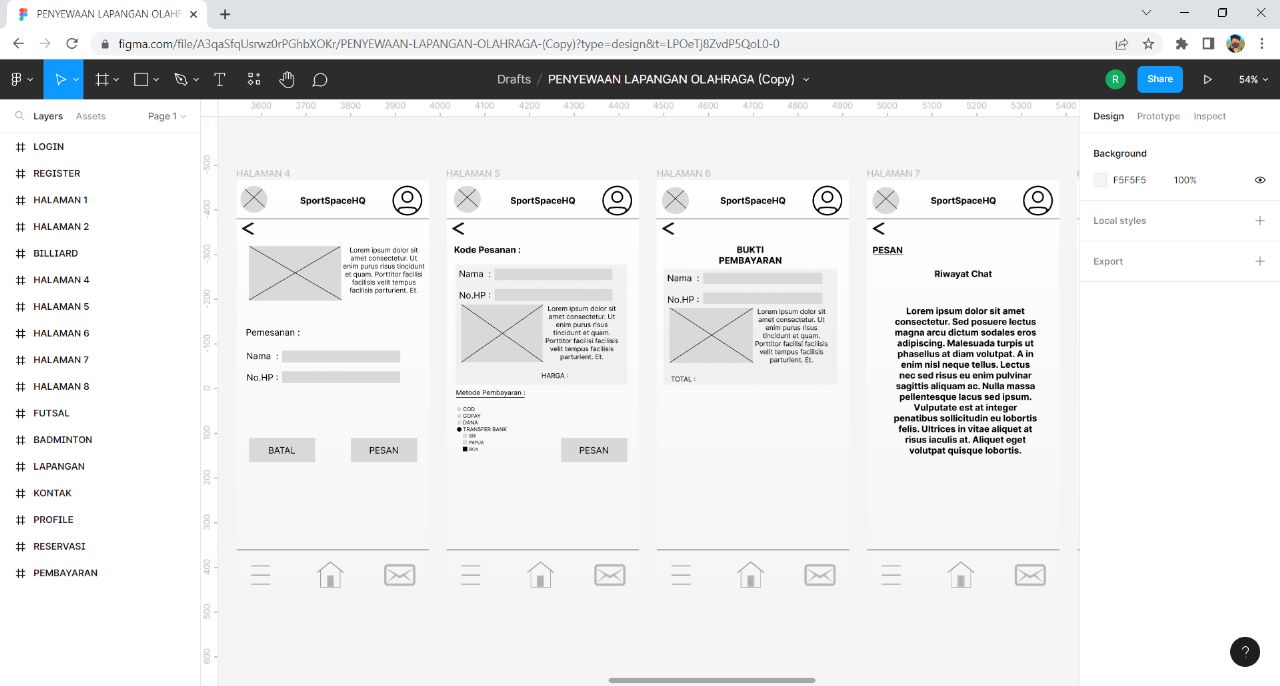 PENYEWAAN LAPANGAN OLAHR
figma.com/file/A3qaSfqUsrwz0rPGhbXOKr/PENYEWAAN-LAPANGAN-OLAHRAGA-(Copy)?type=design&t=LPOeTj8ZvdP5QoL0-0
Drafts / PENYEWAAN LAPANGAN OLAHRAGA (Copy)
R
Share
54%
Layers
Assets
Page 1
LOGIN
REGISTER
HALAMAN 1
HALAMAN 2
BILLIARD
HALAMAN 4
HALAMAN 5
HALAMAN 6
HALAMAN 7
HALAMAN 8
FUTSAL
BADMINTON
LAPANGAN
KONTAK
PROFILE
RESERVASI
PEMBAYARAN
3600 3700 3800 3900 4000 4100 4200 4300 4400 4500 4600 4700 4800 4900 5000 5100 5200 5300 5400
-500
-400
-300
-200
-100
0
100
200
300
400
500
600
HALAMAN 4
SportSpaceHQ
Lorem ipsum dolor sit
amet consectetur. Ut
enim purus risus tincidunt
et quam. Porttitor facilisi
facilisis velit tempus
facilisis parturient. Et.
Pemesanan :
Nama :
No.HP :
BATAL
PESAN
HALAMAN 5
SportSpaceHQ
Kode Pesanan :
Nama :
No.HP :
Lorem ipsum dolor sit
amet consectetur. Ut
enim purus risus
tincidunt et quam.
Porttitor facilisi facilisis
velit tempus facilisis
parturient. Et.
HARGA :
Metode Pembayaran :
COD
GOPAY
DANA
TRANSFER BANK
BRI
PAPUA
BCA
PESAN
HALAMAN 6
SportSpaceHQ
BUKTI
PEMBAYARAN
Nama :
No.HP :
Lorem ipsum dolor sit
amet consectetur. Ut
enim purus risus
tincidunt et quam.
Porttitor facilisi facilisis
velit tempus facilisis
parturient. Et.
TOTAL :
HALAMAN 7
SportSpaceHQ
PESAN
Riwayat Chat
Lorem ipsum dolor sit amet
consectetur. Sed posuere lectus
magna arcu dictum sodales eros
adipiscing. Malesuada turpis ut
phasellus at diam volutpat. A in
enim nisl neque tellus. Lectus
nec sed risus eu enim pulvinar
sagittis aliquam ac. Nulla massa
pellentesque lacus sed ipsum.
Vulputate est at integer
penatibus sollicitudin eu lobortis
felis. Ultrices in vitae aliquet at
risus iaculis at. Aliquet eget
volutpat quisque lobortis.
Design
Prototype
Inspect
Background
F5F5F5
100%
Local styles
Export
?